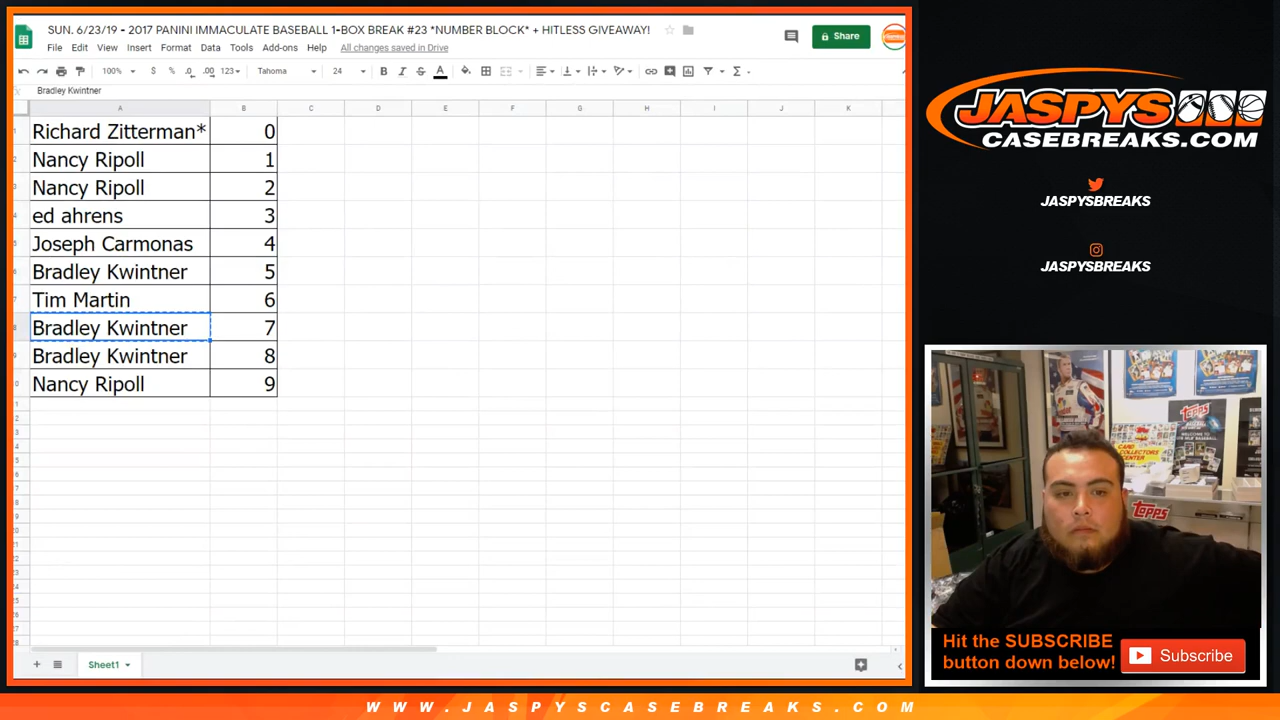 SUN. 6/23/19 - 2017 PANINI IMMACULATE BASEBALL 1-BOX BREAK #23 *NUMBER BLOCK* + HITLESS GIVEAWAY!
File Edit View Insert Format Data Tools Add-ons Help All changes saved in Drive
Share
100% $ % .0 .00 123 Tahoma 24 B I S A
Bradley Kwintner
A B C D E F G H I J K
Richard Zitterman* 0
Nancy Ripoll 1
Nancy Ripoll 2
ed ahrens 3
Joseph Carmonas 4
Bradley Kwintner 5
Tim Martin 6
Bradley Kwintner 7
Bradley Kwintner 8
Nancy Ripoll 9
Sheet1
JASPYS
CASEBREAKS.COM
JASPYSBREAKS
JASPYSBREAKS
topps
topps
Hit the SUBSCRIBE
button down below!
Subscribe
WWW.JASPYSCASEBREAKS.COM